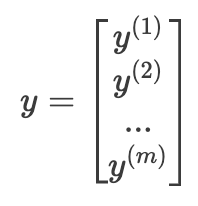 y^{(1)}
y^{(2)}
y =
...
y^{(m)}